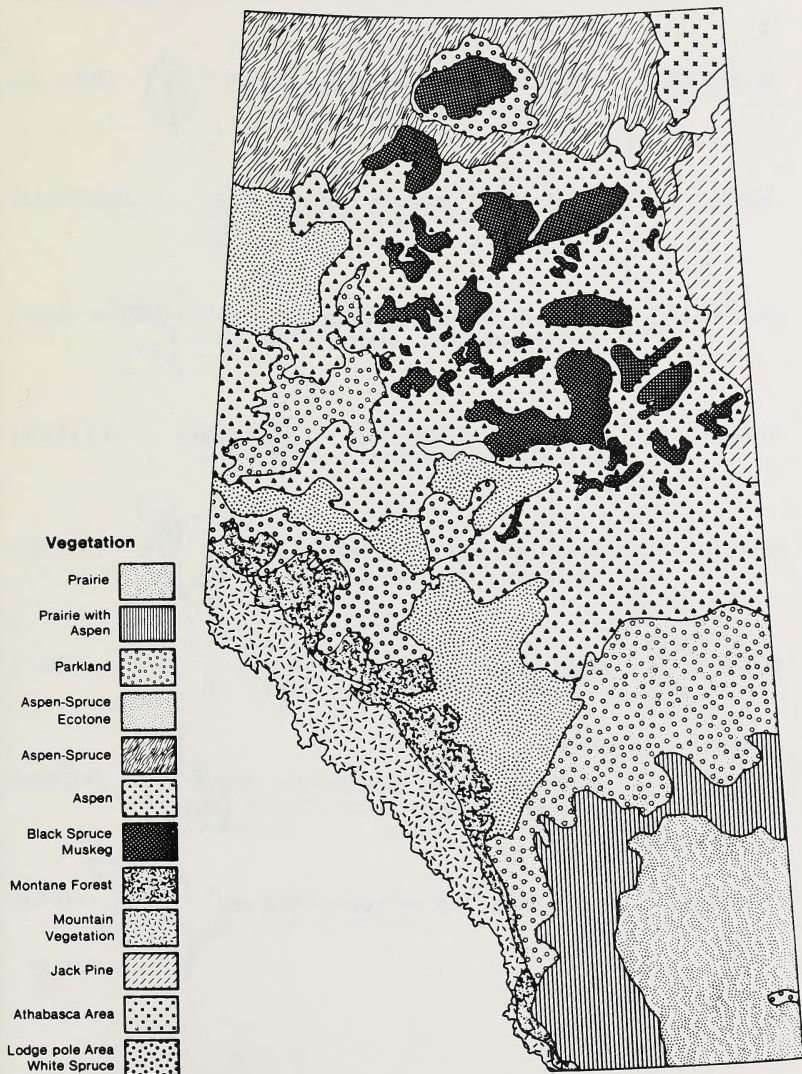 Vegetation
Prairie
Prairie with
Aspen
Parkland
Aspen-Spruce
Ecotone
Aspen-Spruce
Aspen
Black Spruce
Muskeg
Montane Forest
Mountain
Vegetation
Jack Pine
Athabasca Area
Lodge pole Area
White Spruce